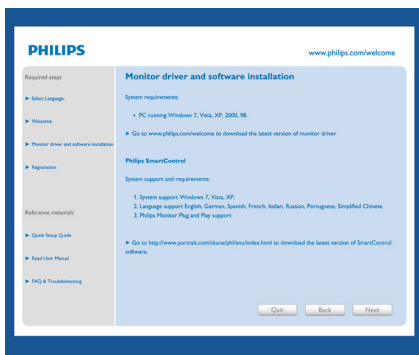 PHILIPS
www.philips.com/welcome
Required steps
Select Language:
Welcome
Monitor driver and software installation
Registration
Reference materials
Quick Setup Guide
Read User Manual
FAQ & Troubleshooting
Monitor driver and software installation
System requirements:
• PC running Windows 7, Vista, XP, 2000, 98.
Go to www.philips.com/welcome to download the latest version of monitor driver
Philips SmartControl
System support and requirements:
1. System support Windows 7, Vista, XP.
2. Language support English, German, Spanish, French, Italian, Russian, Portuguese, Simplified Chinese
3. Philips Monitor Plug and Play support
Go to http://www.portrait.com/dtune/phl/enu/index.html to download the latest version of SmartControl
software.
Quit
Back
Next